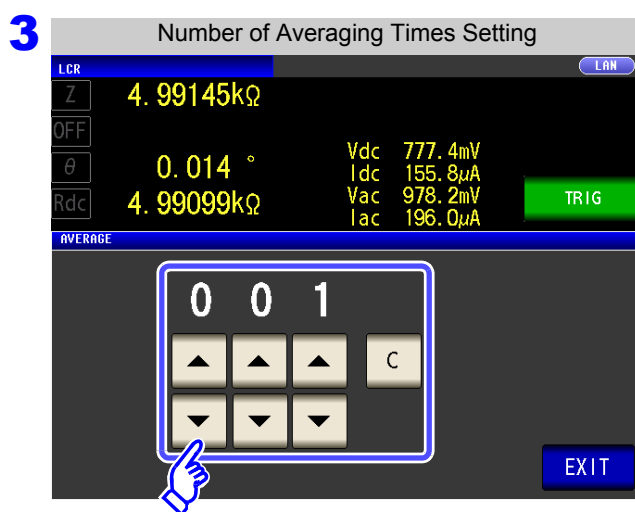 3 Number of Averaging Times Setting
LCR LAN
Z 4.99145kΩ
OFF
θ 0.014 °
Rdc 4.99099kΩ
Vdc 777.4mV
Idc 155.8μA
Vac 978.2mV
Iac 196.0μA
TRIG
AVERAGE
0 0 1
C
EXIT